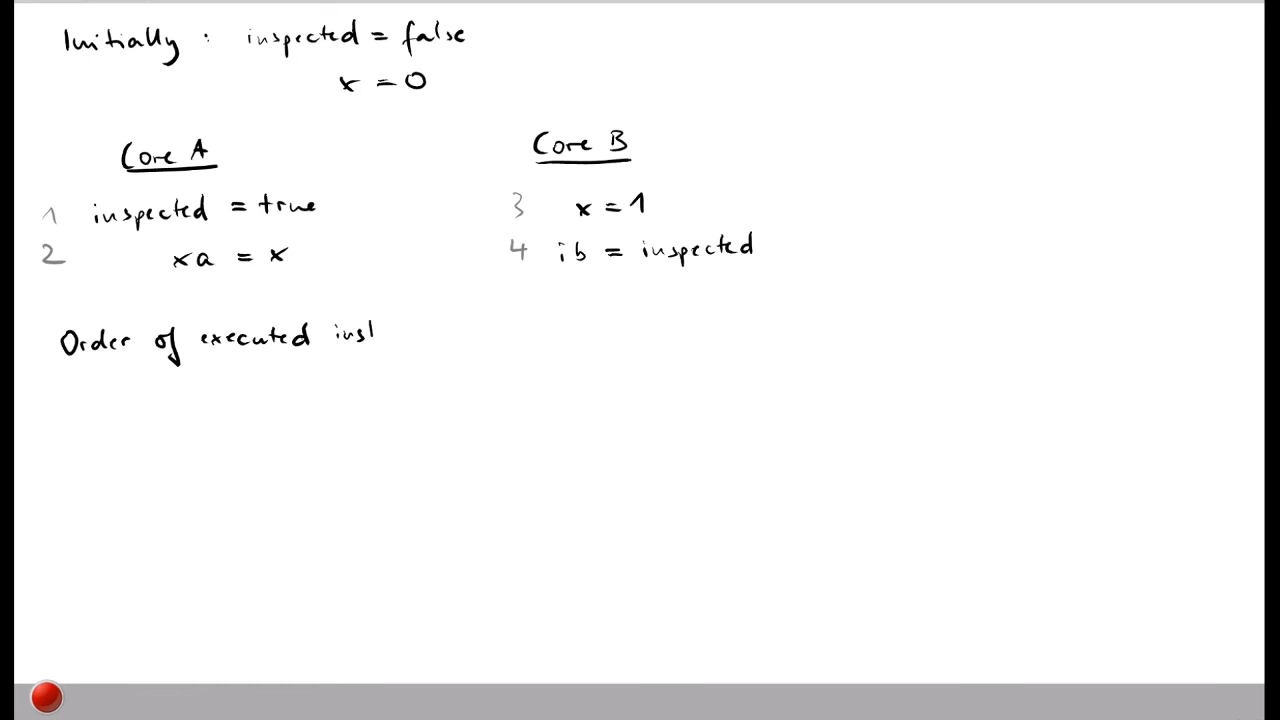 Initially : inspected = false
x = 0
Core A
Core B
1 inspected = true
3 x = 1
2 xa = x
4 ib = inspected
Order of executed inst